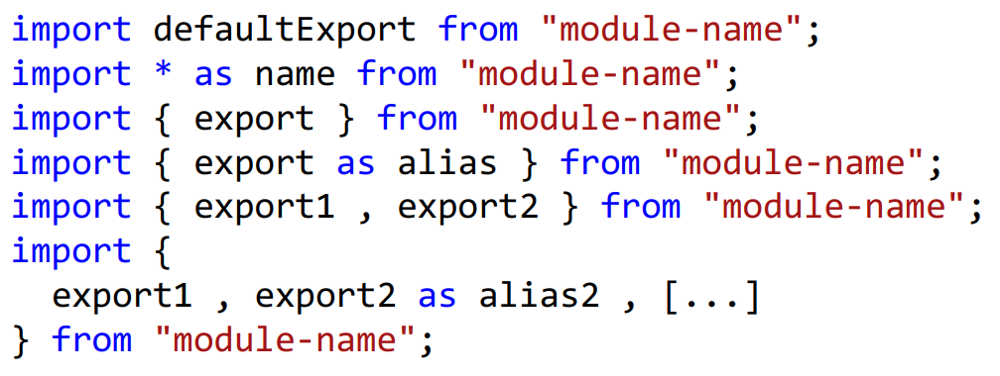 import defaultExport from "module-name";
import * as name from "module-name";
import { export } from "module-name";
import { export as alias } from "module-name";
import { export1 , export2 } from "module-name";
import {
  export1 , export2 as alias2 , [...]
} from "module-name";